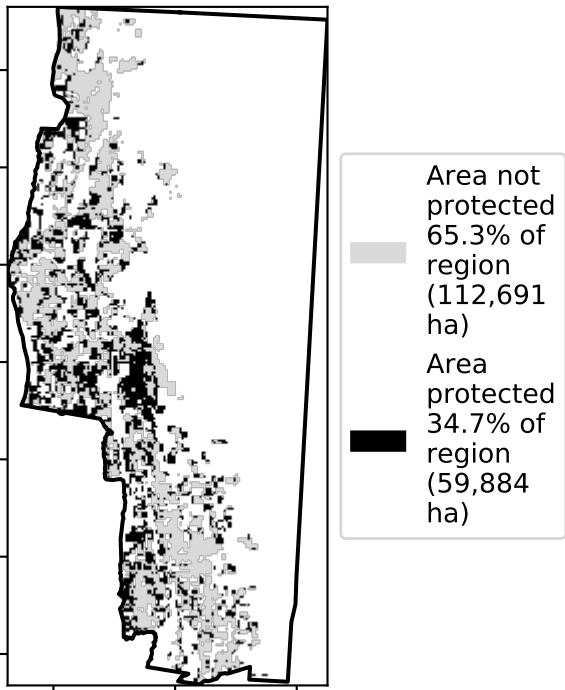 Area not
protected
65.3% of
region
(112,691
ha)
Area
protected
34.7% of
region
(59,884
ha)